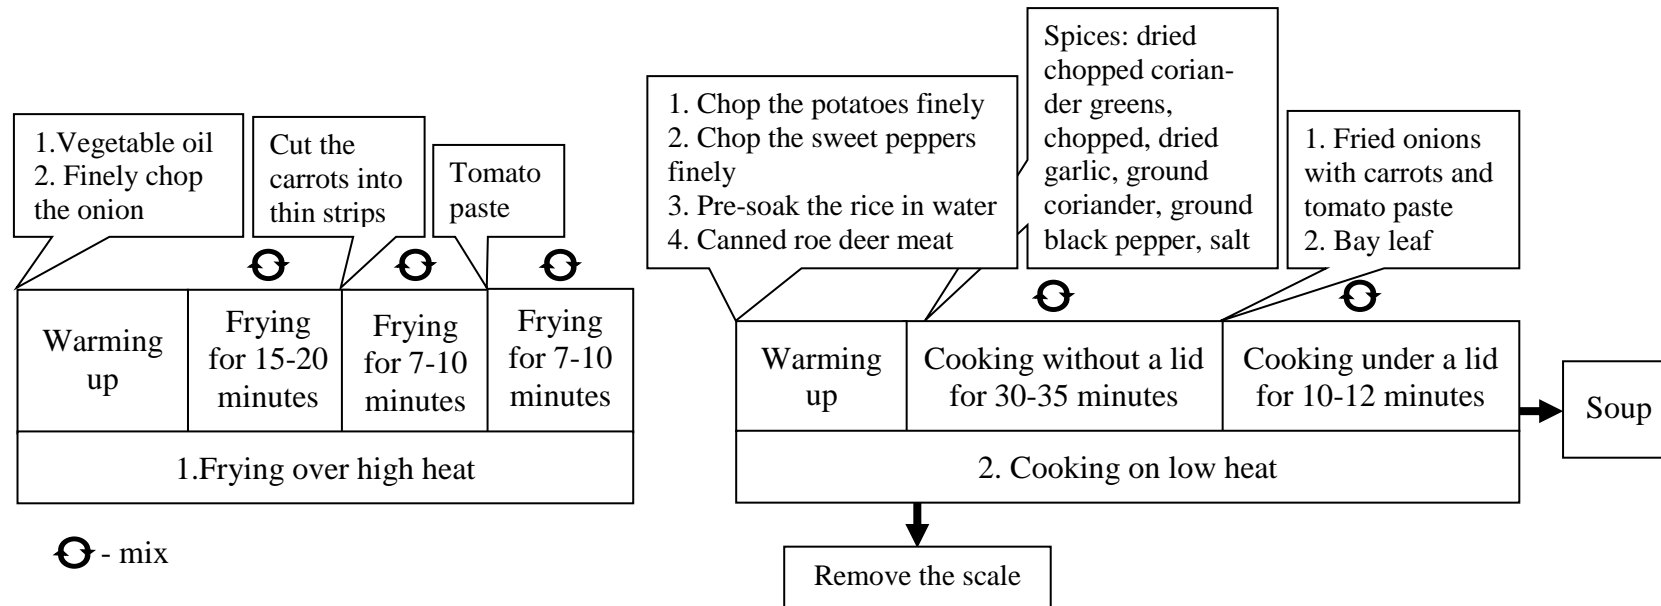 1.Vegetable oil
2. Finely chop
the onion
Cut the
carrots into
thin strips
Tomato
paste
Warming
up
Frying
for 15-20
minutes
Frying
for 7-10
minutes
Frying
for 7-10
minutes
1.Frying over high heat
- mix
1. Chop the potatoes finely
2. Chop the sweet peppers
finely
3. Pre-soak the rice in water
4. Canned roe deer meat
Spices: dried
chopped corian-
der greens,
chopped, dried
garlic, ground
coriander, ground
black pepper, salt
1. Fried onions
with carrots and
tomato paste
2. Bay leaf
Warming
up
Cooking without a lid
for 30-35 minutes
Cooking under a lid
for 10-12 minutes
2. Cooking on low heat
Soup
Remove the scale